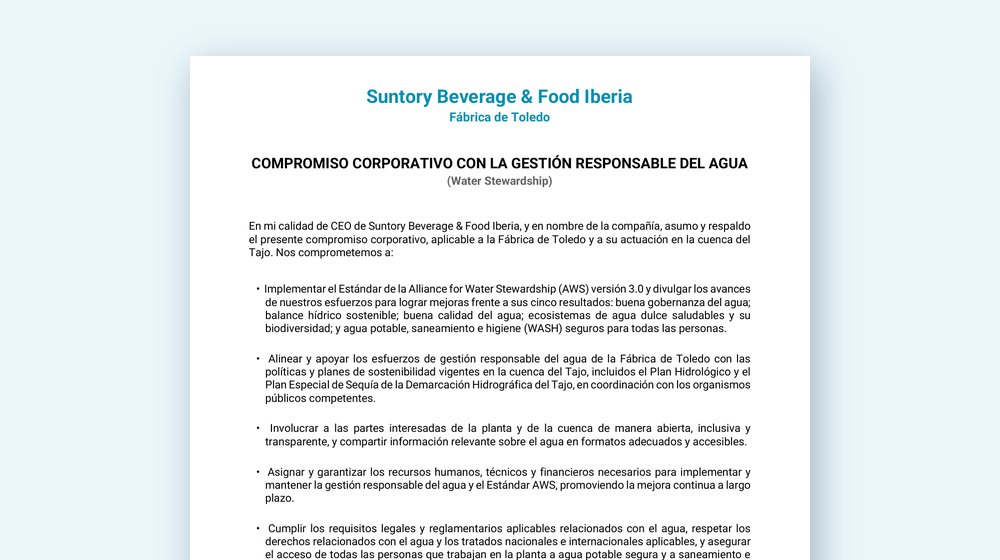 Suntory Beverage & Food Iberia
Fábrica de Toledo
COMPROMISO CORPORATIVO CON LA GESTIÓN RESPONSABLE DEL AGUA
(Water Stewardship)
En mi calidad de CEO de Suntory Beverage & Food Iberia, y en nombre de la compañía, asumo y respaldo
el presente compromiso corporativo, aplicable a la Fábrica de Toledo y a su actuación en la cuenca del
Tajo. Nos comprometemos a:
• Implementar el Estándar de la Alliance for Water Stewardship (AWS) versión 3.0 y divulgar los avances
de nuestros esfuerzos para lograr mejoras frente a sus cinco resultados: buena gobernanza del agua;
balance hídrico sostenible; buena calidad del agua; ecosistemas de agua dulce saludables y su
biodiversidad; y agua potable, saneamiento e higiene (WASH) seguros para todas las personas.
• Alinear y apoyar los esfuerzos de gestión responsable del agua de la Fábrica de Toledo con las
políticas y planes de sostenibilidad vigentes en la cuenca del Tajo, incluidos el Plan Hidrológico y el
Plan Especial de Sequía de la Demarcación Hidrográfica del Tajo, en coordinación con los organismos
públicos competentes.
• Involucrar a las partes interesadas de la planta y de la cuenca de manera abierta, inclusiva y
transparente, y compartir información relevante sobre el agua en formatos adecuados y accesibles.
• Asignar y garantizar los recursos humanos, técnicos y financieros necesarios para implementar y
mantener la gestión responsable del agua y el Estándar AWS, promoviendo la mejora continua a largo
plazo.
• Cumplir los requisitos legales y reglamentarios aplicables relacionados con el agua, respetar los
derechos relacionados con el agua y los tratados nacionales e internacionales aplicables, y asegurar
el acceso de todas las personas que trabajan en la planta a agua potable segura y a saneamiento e